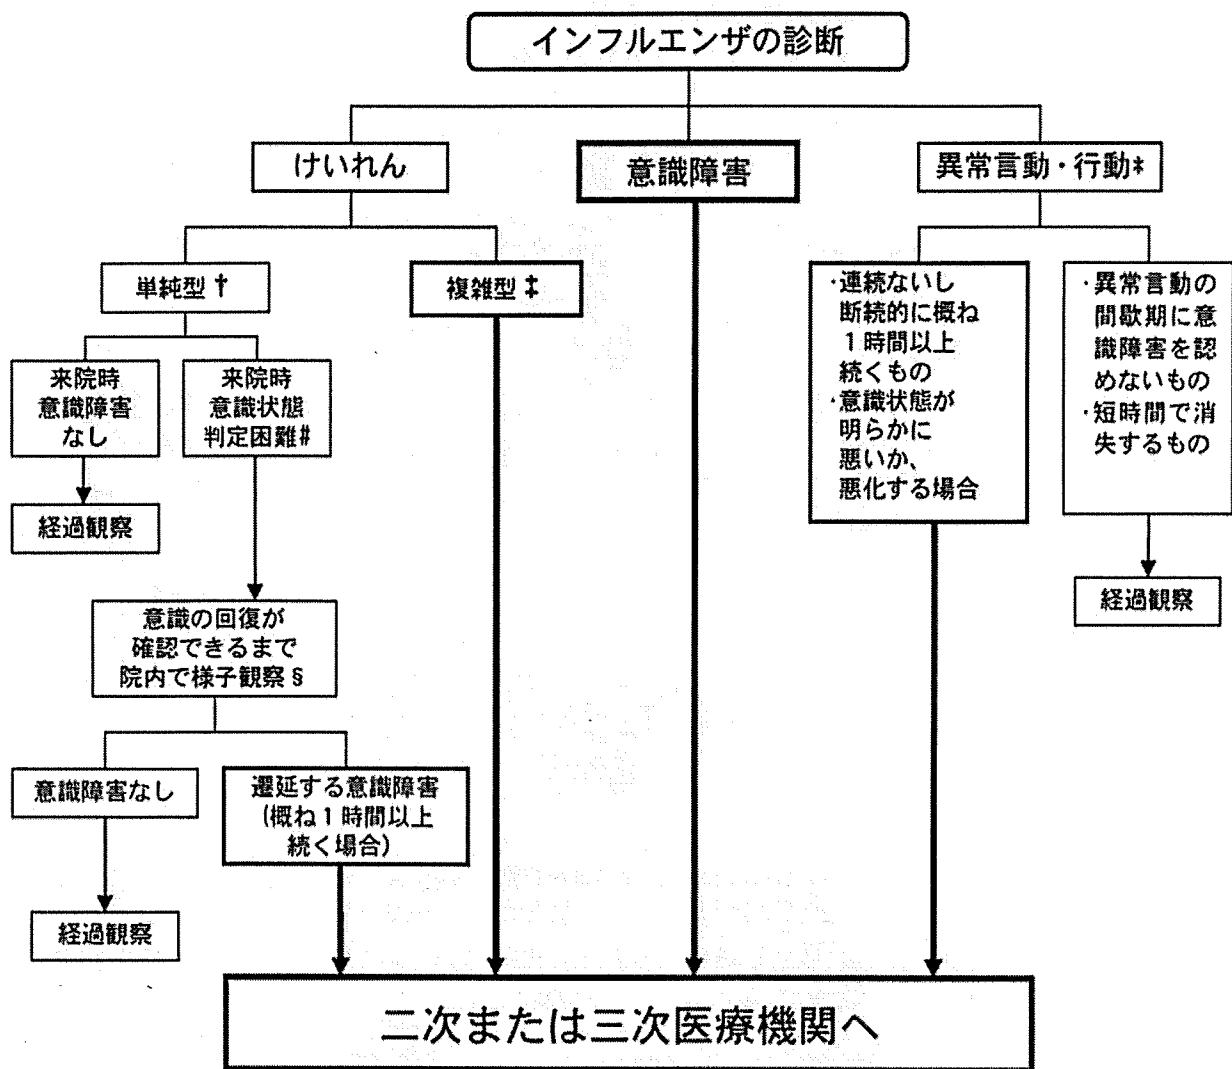 インフルエンザの診断
けいれん
意識障害
異常言動・行動*
単純型†
複雑型‡
・連続ないし
断続的に概ね
1時間以上
続くもの
・意識状態が
明らかに
悪いか、
悪化する場合
・異常言動の
間歇期に意
識障害を認
めないもの
・短時間で消
失するもの
来院時
意識障害
なし
来院時
意識状態
判定困難#
経過観察
経過観察
意識の回復が
確認できるまで
院内で様子観察§
意識障害なし
遷延する意識障害
(概ね1時間以上
続く場合)
経過観察
二次または三次医療機関へ